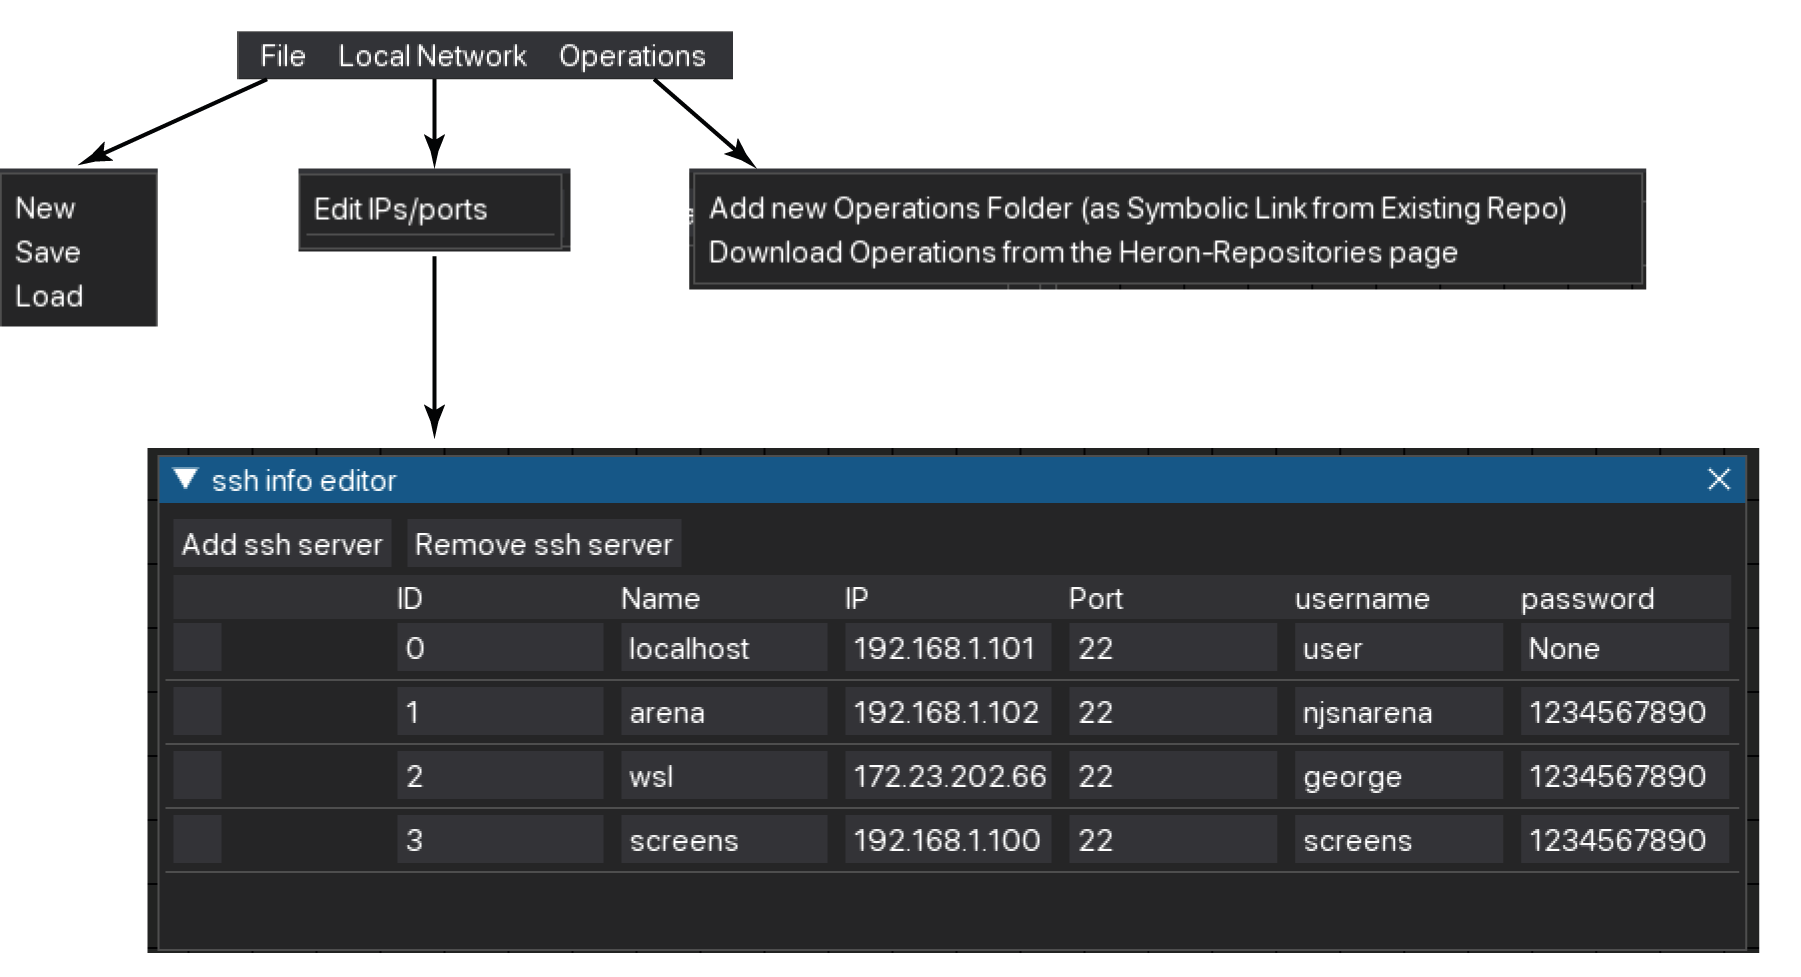 File Local Network Operations
New
Save
Load
Edit IPs/ports
Add new Operations Folder (as Symbolic Link from Existing Repo)
Download Operations from the Heron-Repositories page
ssh info editor
Add ssh server Remove ssh server
ID Name IP Port username password
0 localhost 192.168.1.101 22 user None
1 arena 192.168.1.102 22 njsnarena 1234567890
2 wsl 172.23.202.66 22 george 1234567890
3 screens 192.168.1.100 22 screens 1234567890